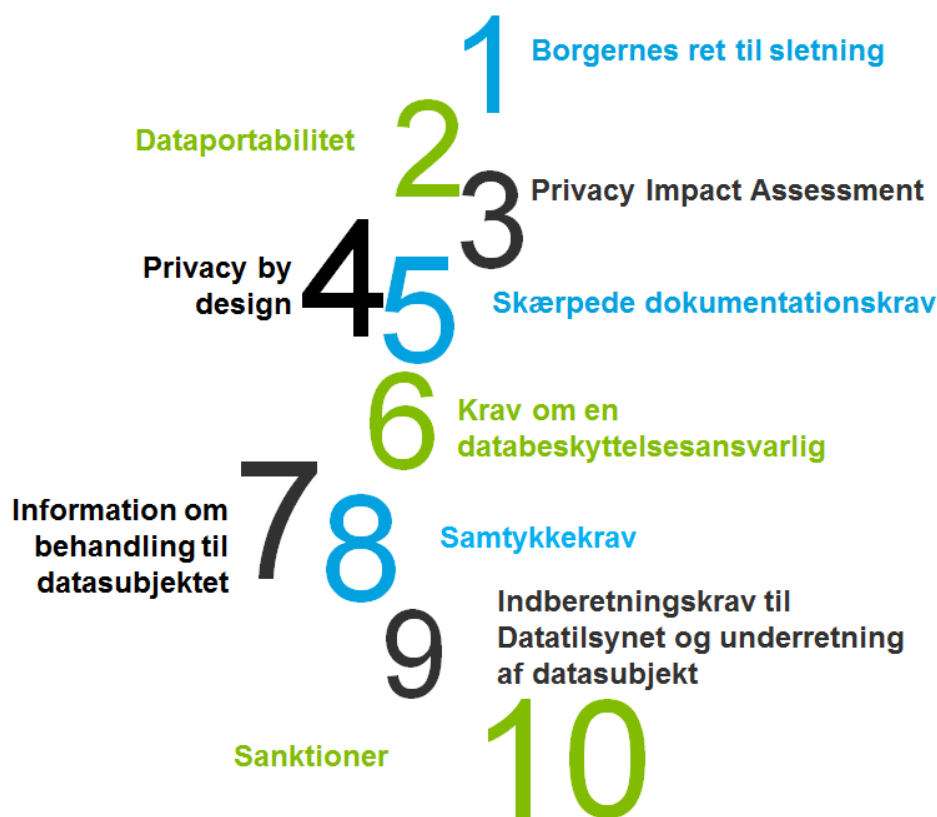 1 Borgernes ret til sletning
Dataportabilitet 2
3 Privacy Impact Assessment
Privacy by
design 4
5 Skærpede dokumentationskrav
6 Krav om en
databeskyttelsesansvarlig
7 Information om
behandling til
datasubjektet
8 Samtykkekrav
9 Indberetningskrav til
Datatilsynet og underretning
af datasubjekt
Sanktioner 10